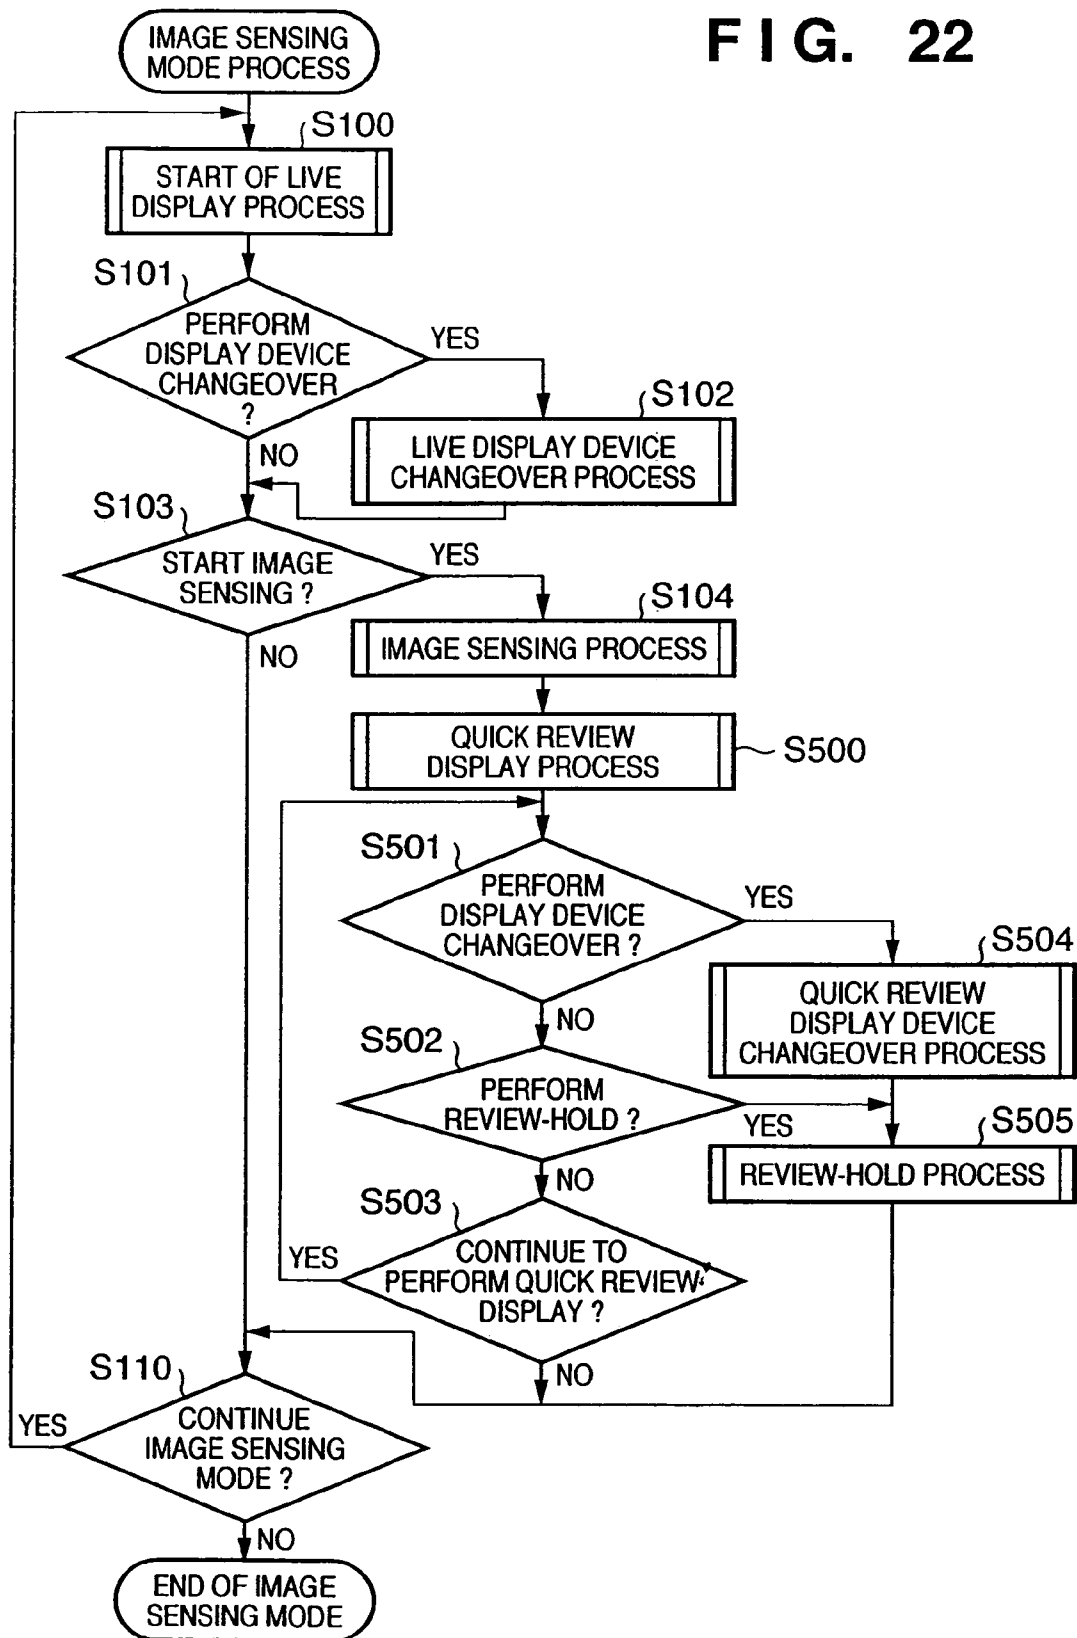 FIG. 22
IMAGE SENSING
MODE PROCESS
S100
START OF LIVE
DISPLAY PROCESS
S101
PERFORM
DISPLAY DEVICE
CHANGEOVER
?
YES
NO
S102
LIVE DISPLAY DEVICE
CHANGEOVER PROCESS
S103
START IMAGE
SENSING ?
YES
NO
S104
IMAGE SENSING PROCESS
QUICK REVIEW
DISPLAY PROCESS
S500
S501
PERFORM
DISPLAY DEVICE
CHANGEOVER ?
YES
NO
S504
QUICK REVIEW
DISPLAY DEVICE
CHANGEOVER PROCESS
S502
PERFORM
REVIEW-HOLD ?
YES
NO
S505
REVIEW-HOLD PROCESS
S503
CONTINUE TO
PERFORM QUICK REVIEW
DISPLAY ?
YES
NO
S110
CONTINUE
IMAGE SENSING
MODE ?
YES
NO
END OF IMAGE
SENSING MODE